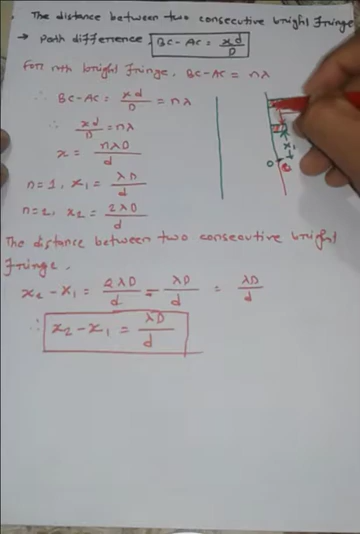 The distance between two consecutive bright fringe
→ Path difference BC-AC = xd/D
For nth bright fringe, BC-AC = nλ
∴ BC-AC = xd/D = nλ
∴ xd/D = nλ
x = nλD/d
n=1, x₁ = λD/d
n=2, x₂ = 2λD/d
The distance between two consecutive bright
fringe.
x₂-x₁ = 2λD/d - λD/d = λD/d
∴ x₂-x₁ = λD/d
x
O